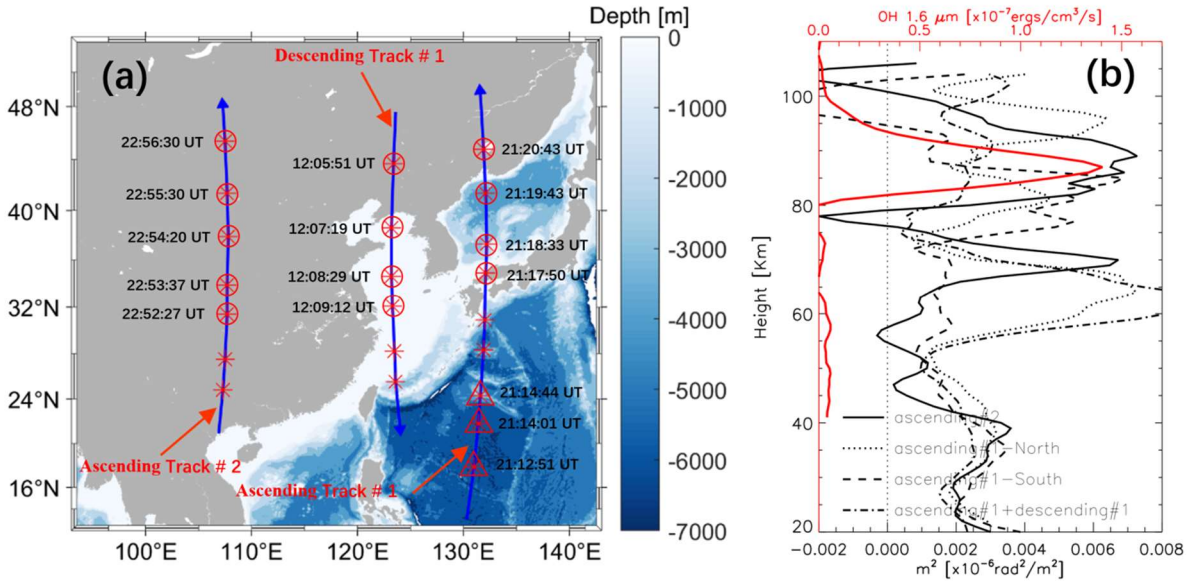 Depth [m]
(a)
Descending Track # 1
48°N
40°N
32°N
24°N
16°N
22:56:30 UT
22:55:30 UT
22:54:20 UT
22:53:37 UT
22:52:27 UT
12:05:51 UT
12:07:19 UT
12:08:29 UT
12:09:12 UT
21:20:43 UT
21:19:43 UT
21:18:33 UT
21:17:50 UT
21:14:44 UT
21:14:01 UT
21:12:51 UT
Ascending Track # 2
Ascending Track # 1
100°E
110°E
120°E
130°E
140°E
0
-1000
-2000
-3000
-4000
-5000
-6000
-7000
OH 1.6 μm [x10⁻⁷ergs/cm³/s]
0.0
0.5
1.0
1.5
(b)
Height [Km]
100
80
60
40
20
ascending#2
ascending#1-North
ascending#1-South
ascending#1+descending#1
-0.002
0.000
0.002
0.004
0.006
0.008
m² [x10⁻⁶rad²/m²]